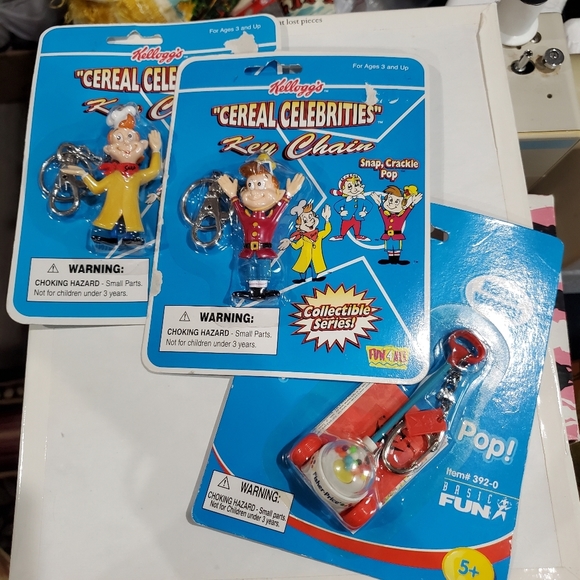 t lost pieces
For Ages 3 and Up
Kellogg's
"CEREAL CELE
Key C
WARNING:
CHOKING HAZARD - Small Parts.
Not for children under 3 years.
For Ages 3 and Up
Kellogg's
"CEREAL CELEBRITIES"™
Key Chain
Snap, Crackle
Pop
WARNING:
CHOKING HAZARD - Small Parts.
Not for children under 3 years.
Collectible
Series!
FUN4ALL
Pop!
Item# 392-0
BASIC
FUN
WARNING:
CHOKING HAZARD - Small parts.
Not for Children under 3 years.
5+